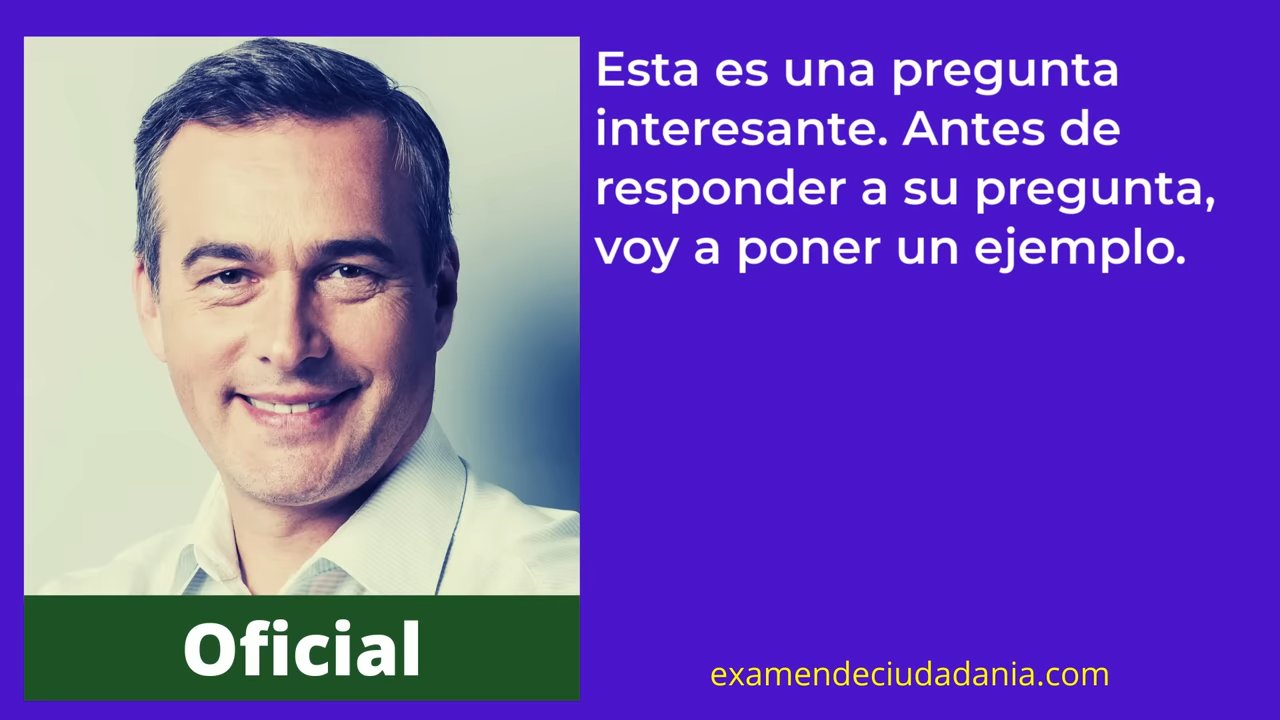 Esta es una pregunta
interesante. Antes de
responder a su pregunta,
voy a poner un ejemplo.
Oficial
examendeciudadania.com